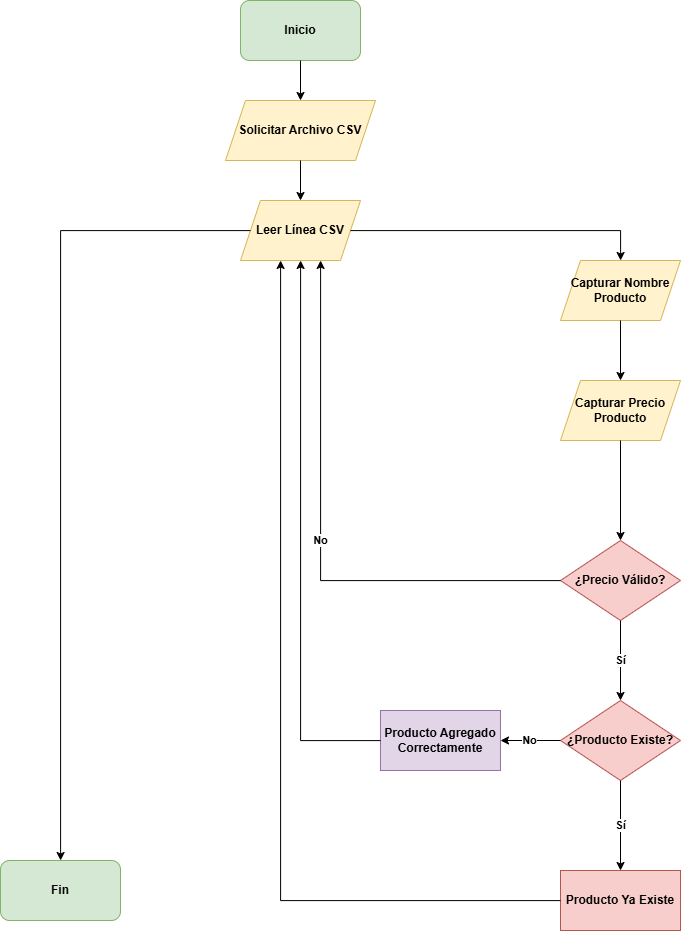 Inicio
Solicitar Archivo CSV
Leer Línea CSV
Capturar Nombre
Producto
Capturar Precio
Producto
No
¿Precio Válido?
Sí
Producto Agregado
Correctamente
No
¿Producto Existe?
Sí
Fin
Producto Ya Existe